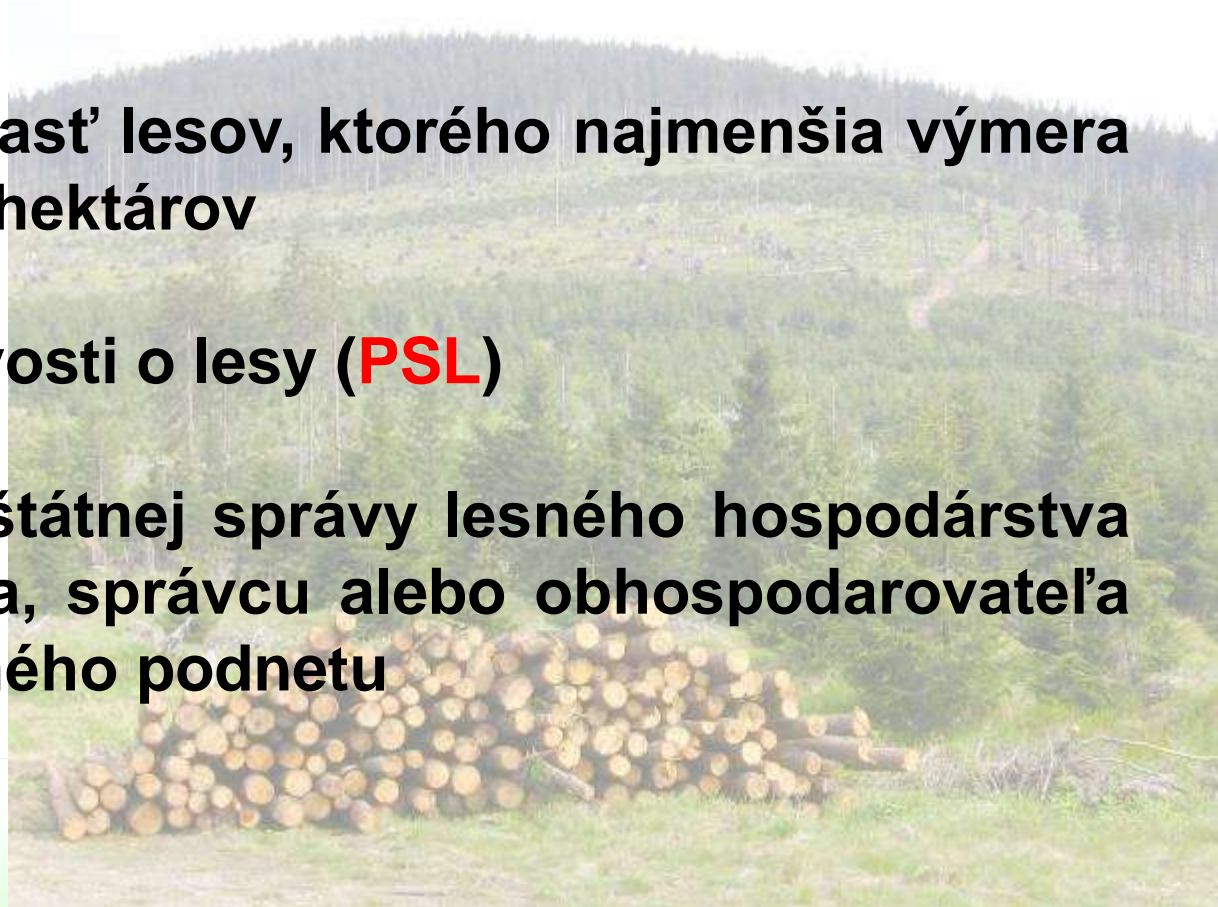 asť lesov, ktorého najmenšia výmera
hektárov
vosti o lesy (PSL)
štátnej správy lesného hospodárstva
a, správcu alebo obhospodarovateľa
ného podnetu